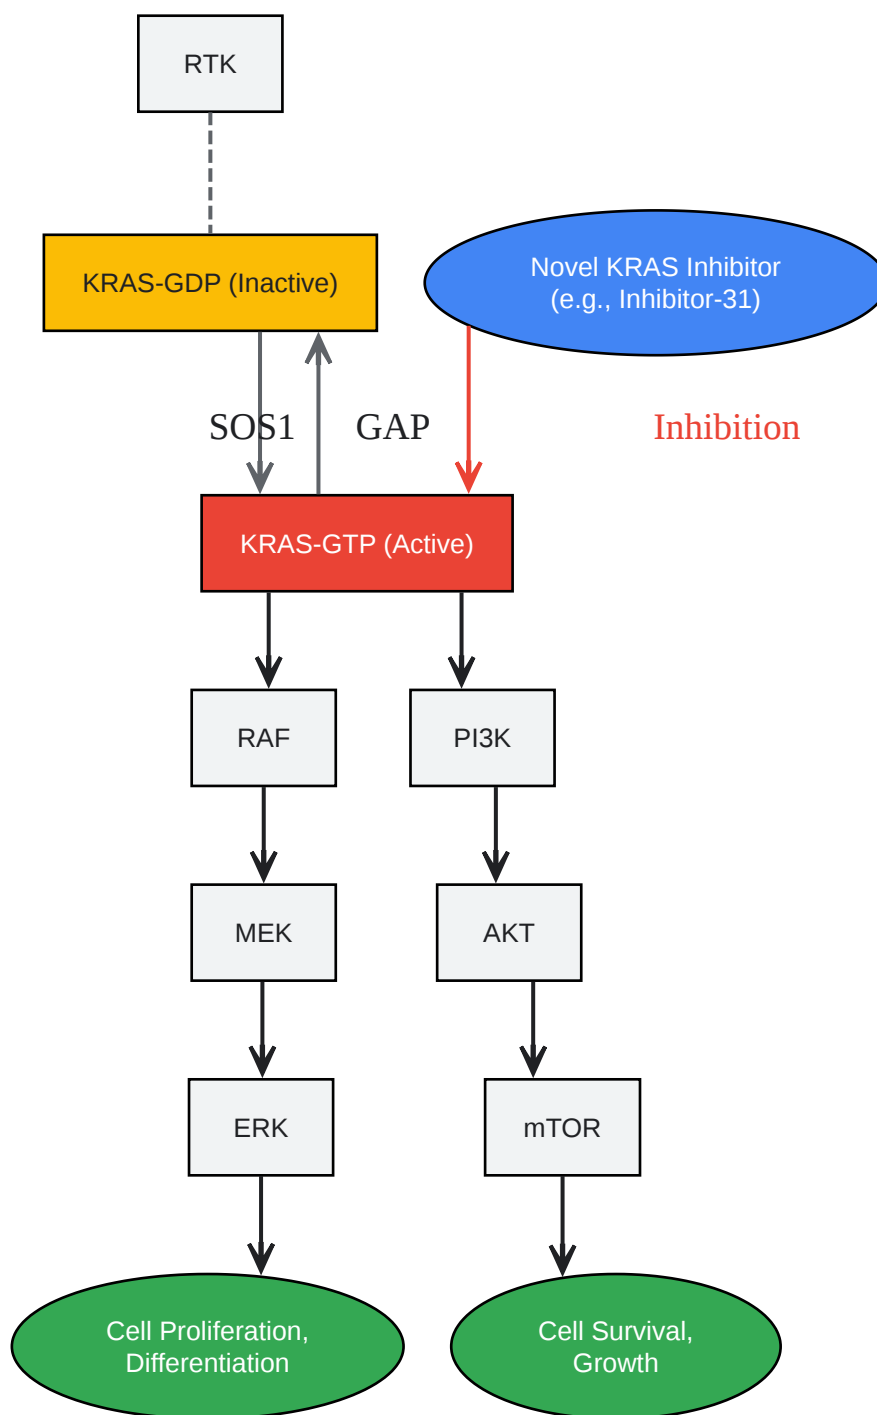 RTK
KRAS-GDP (Inactive)
Novel KRAS Inhibitor
(e.g., Inhibitor-31)
SOS1
GAP
Inhibition
KRAS-GTP (Active)
RAF
PI3K
MEK
AKT
ERK
mTOR
Cell Proliferation,
Differentiation
Cell Survival,
Growth